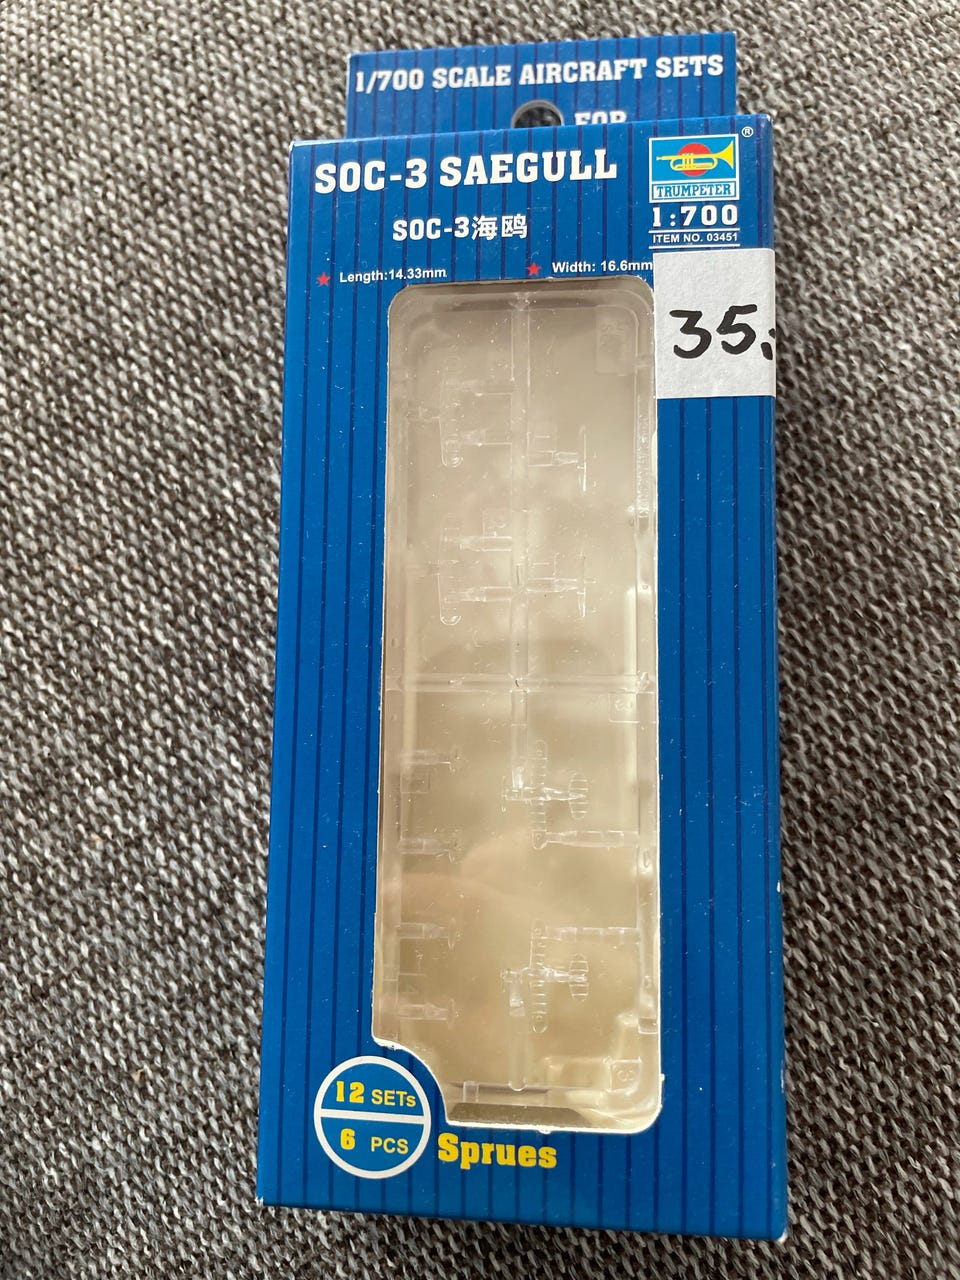 1/700 SCALE AIRCRAFT SETS
FOR
SOC-3 SAEGULL
SOC-3海鸥
®
TRUMPETER
1:700
ITEM NO. 03451
Length:14.33mm
Width: 16.6mm
35,-
12 SETs
6 PCS
Sprues